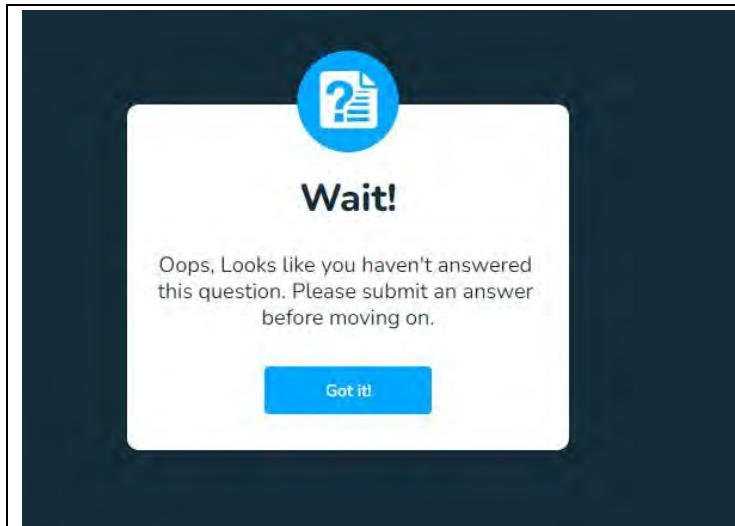 Wait!
Oops, Looks like you haven't answered
this question. Please submit an answer
before moving on.
Got it!